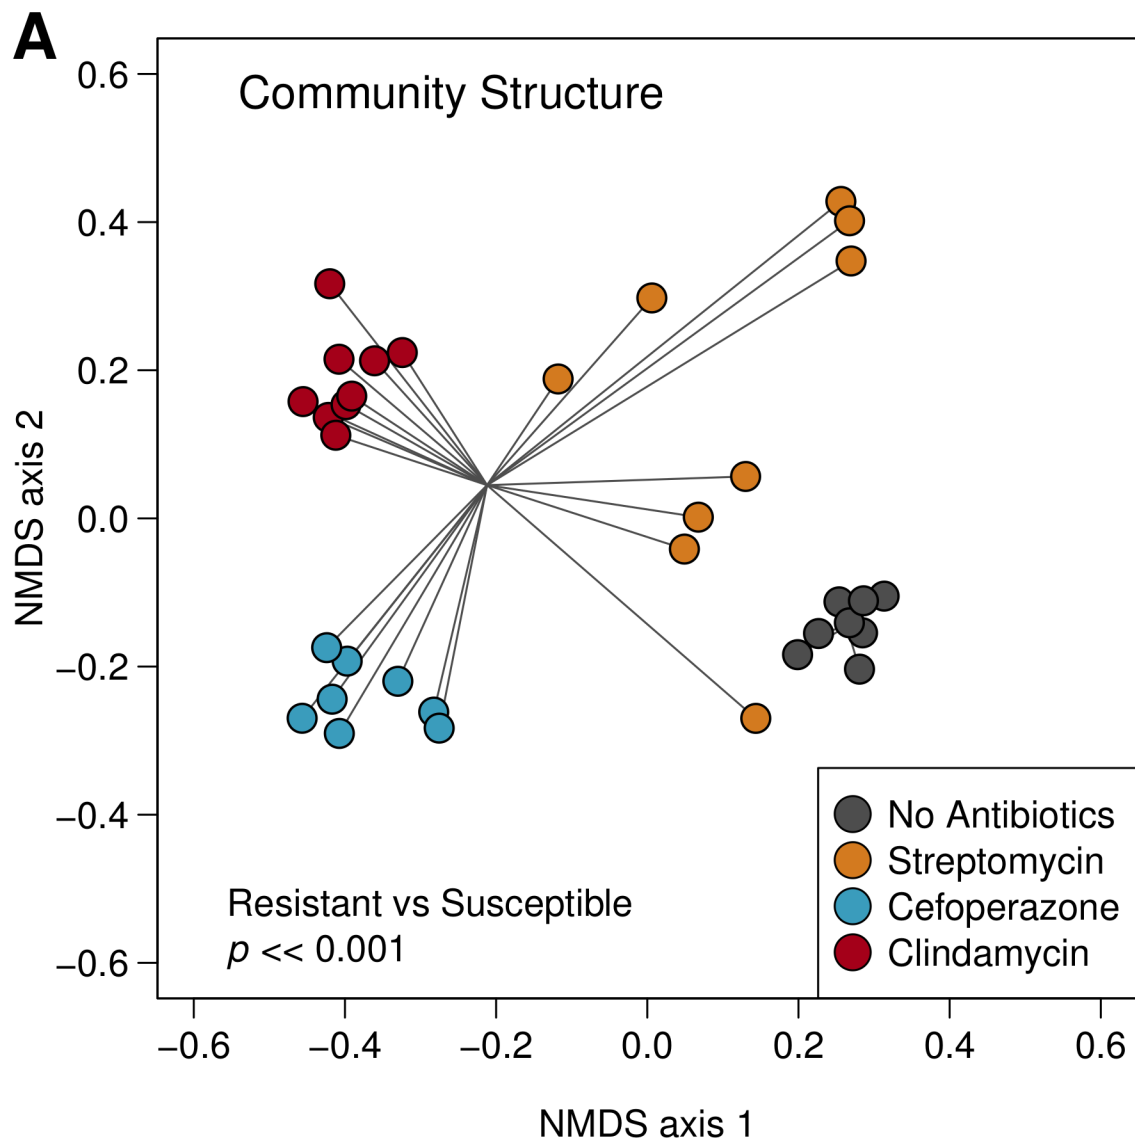 A
Community Structure
0.6
0.4
0.2
0.0
−0.2
−0.4
−0.6
NMDS axis 2
No Antibiotics
Streptomycin
Cefoperazone
Clindamycin
Resistant vs Susceptible
p << 0.001
−0.6 −0.4 −0.2 0.0 0.2 0.4 0.6
NMDS axis 1